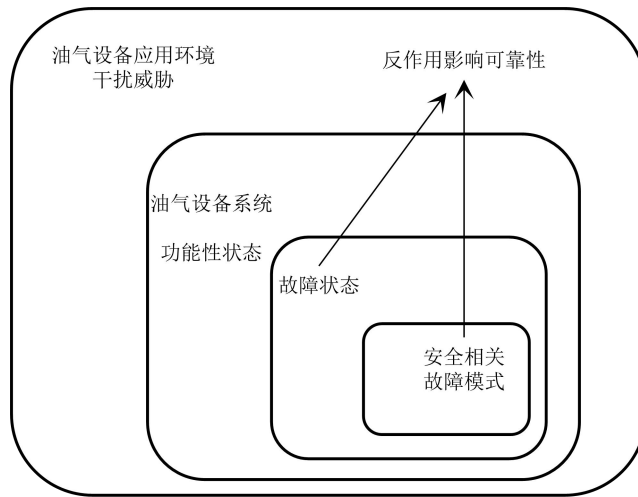 油气设备应用环境
干扰威胁
反作用影响可靠性
油气设备系统
功能性状态
故障状态
安全相关
故障模式